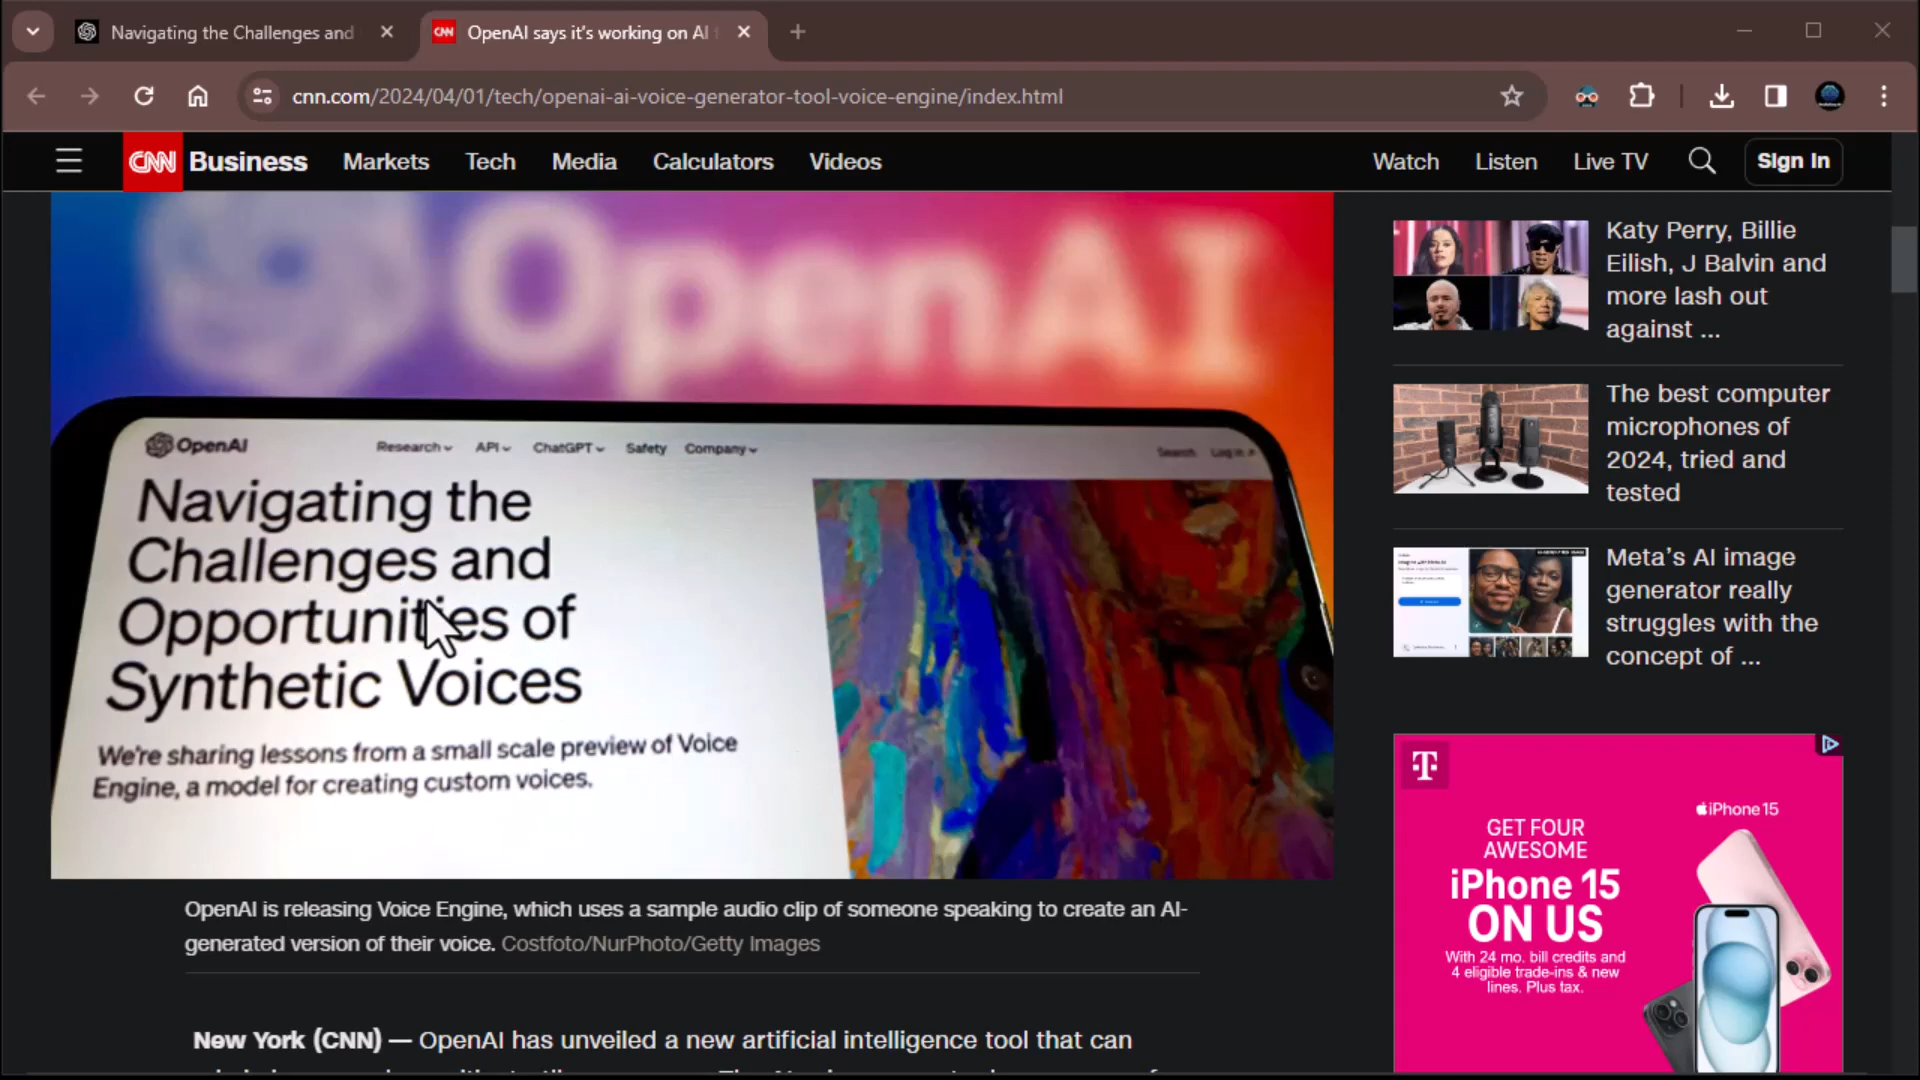 Navigating the Challenges and
OpenAI says it's working on AI
cnn.com/2024/04/01/tech/openai-ai-voice-generator-tool-voice-engine/index.html
CNN Business Markets Tech Media Calculators Videos
Watch Listen Live TV Sign In
OpenAI
OpenAI Research API ChatGPT Safety Company Search Log in
Navigating the
Challenges and
Opportunities of
Synthetic Voices
We're sharing lessons from a small scale preview of Voice
Engine, a model for creating custom voices.
OpenAI is releasing Voice Engine, which uses a sample audio clip of someone speaking to create an AI-
generated version of their voice. Costfoto/NurPhoto/Getty Images
New York (CNN) — OpenAI has unveiled a new artificial intelligence tool that can
Katy Perry, Billie
Eilish, J Balvin and
more lash out
against ...
The best computer
microphones of
2024, tried and
tested
Meta's AI image
generator really
struggles with the
concept of ...
T
iPhone 15
GET FOUR
AWESOME
iPhone 15
ON US
With 24 mo. bill credits and
4 eligible trade-ins & new
lines. Plus tax.